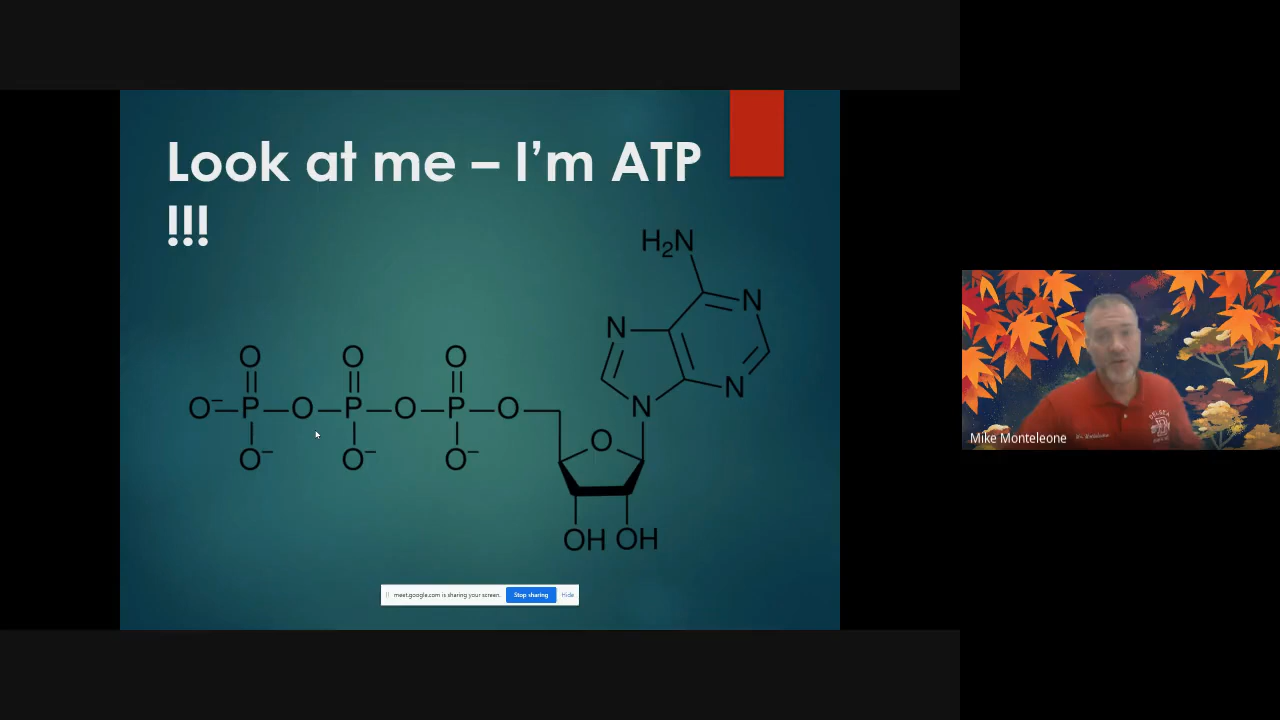 Look at me – I'm ATP
!!!
H₂N
N
N
N
N
O O O
O⁻ P O P O P O
O
O⁻ O⁻ O⁻
OH OH
meet.google.com is sharing your screen. Stop sharing Hide
Mike Monteleone